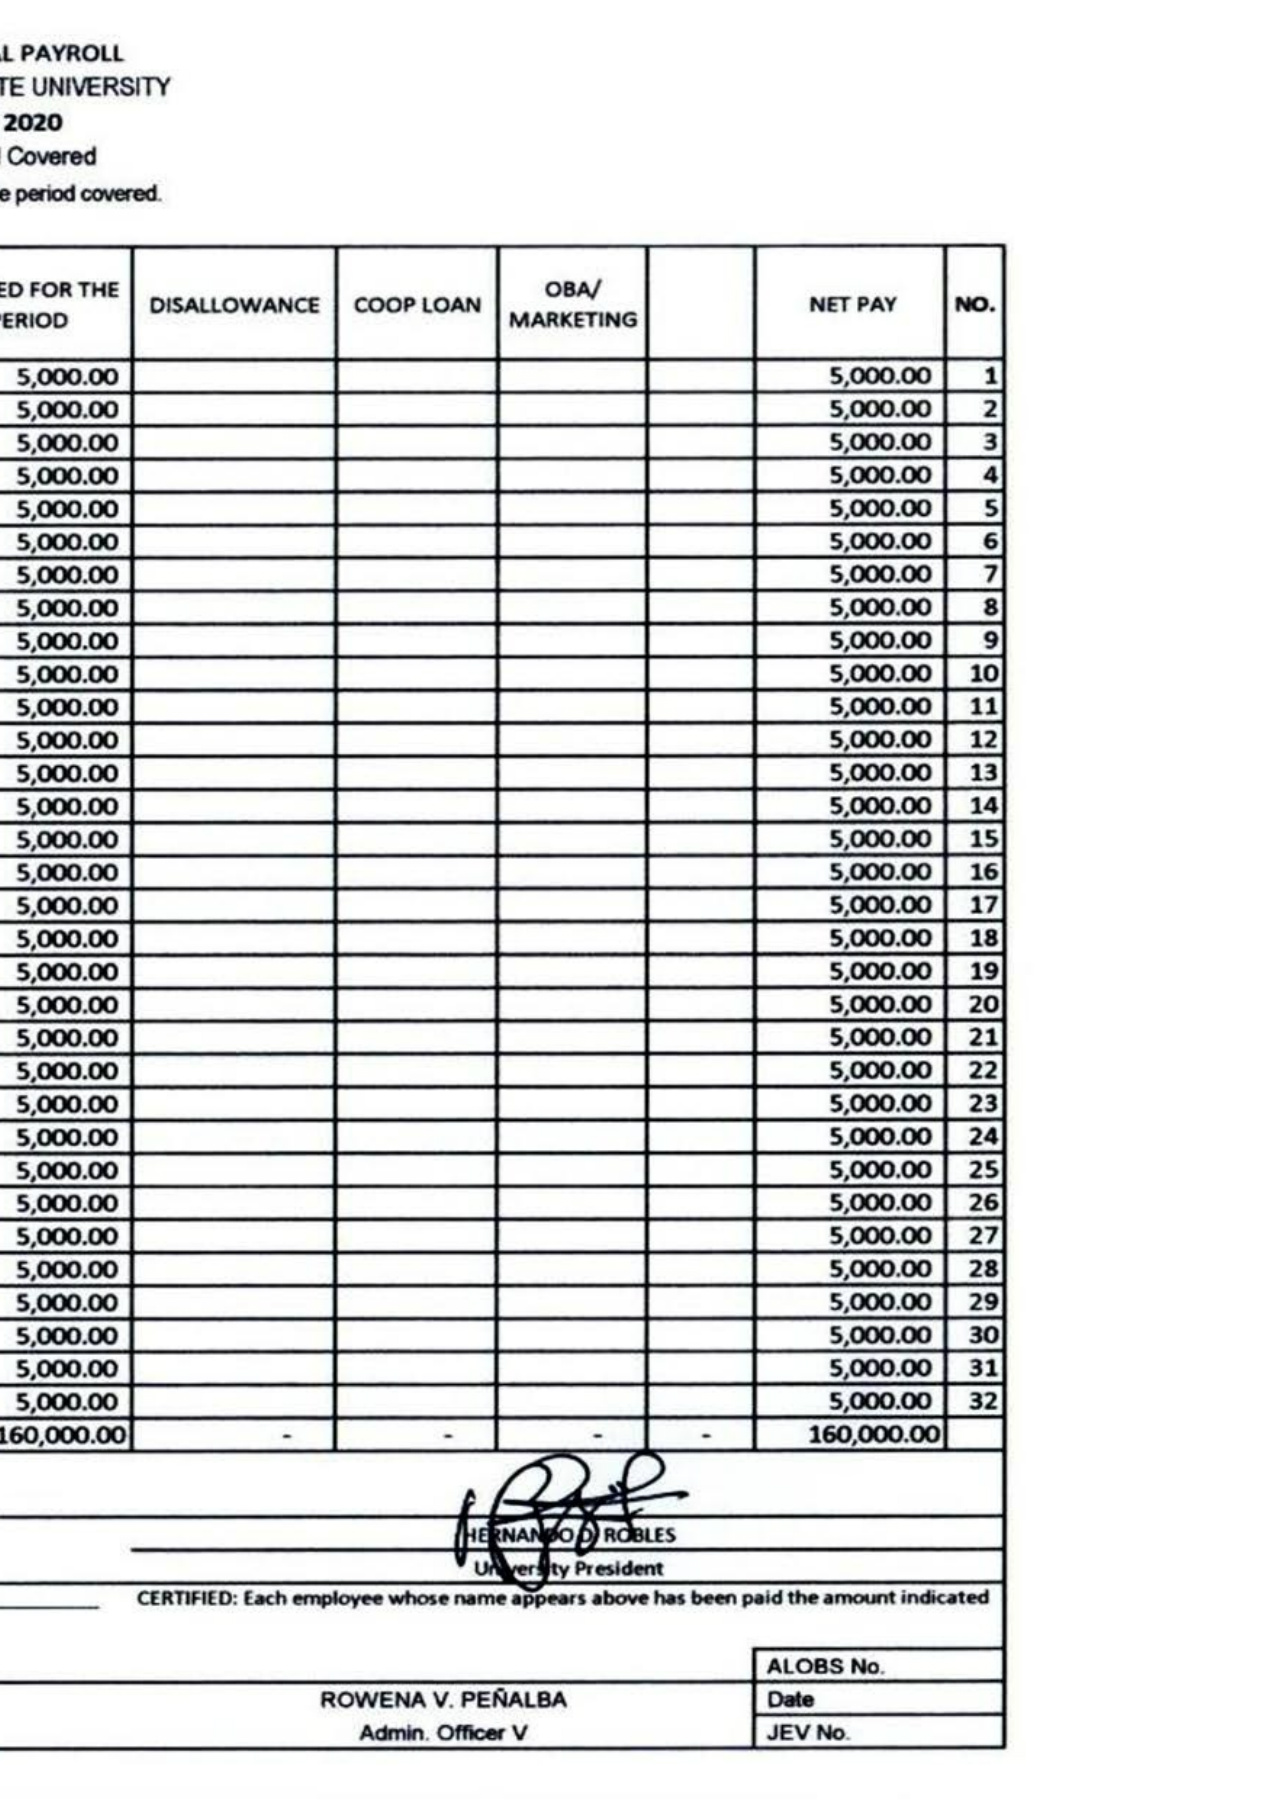 L PAYROLL
TE UNIVERSITY
2020
Covered
e period covered.
ED FOR THE PERIOD DISALLOWANCE COOP LOAN OBA/ MARKETING NET PAY NO.
5,000.00 5,000.00 1
5,000.00 5,000.00 2
5,000.00 5,000.00 3
5,000.00 5,000.00 4
5,000.00 5,000.00 5
5,000.00 5,000.00 6
5,000.00 5,000.00 7
5,000.00 5,000.00 8
5,000.00 5,000.00 9
5,000.00 5,000.00 10
5,000.00 5,000.00 11
5,000.00 5,000.00 12
5,000.00 5,000.00 13
5,000.00 5,000.00 14
5,000.00 5,000.00 15
5,000.00 5,000.00 16
5,000.00 5,000.00 17
5,000.00 5,000.00 18
5,000.00 5,000.00 19
5,000.00 5,000.00 20
5,000.00 5,000.00 21
5,000.00 5,000.00 22
5,000.00 5,000.00 23
5,000.00 5,000.00 24
5,000.00 5,000.00 25
5,000.00 5,000.00 26
5,000.00 5,000.00 27
5,000.00 5,000.00 28
5,000.00 5,000.00 29
5,000.00 5,000.00 30
5,000.00 5,000.00 31
5,000.00 5,000.00 32
160,000.00 - - - - 160,000.00
HERNANDO D. ROBLES
University President
CERTIFIED: Each employee whose name appears above has been paid the amount indicated
ALOBS No.
ROWENA V. PEÑALBA Date
Admin. Officer V JEV No.